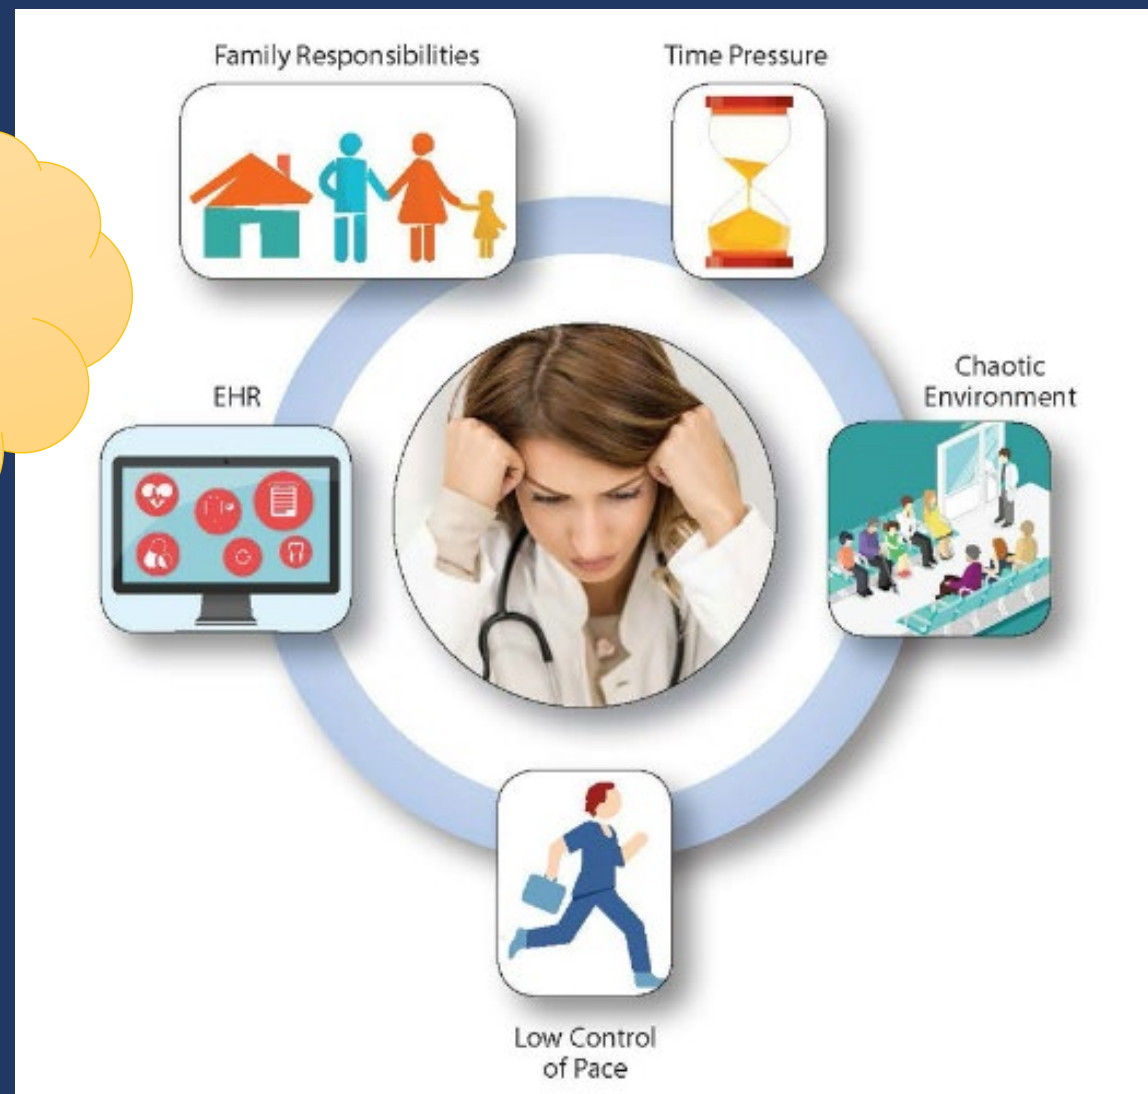 Family Responsibilities
Time Pressure
Chaotic
Environment
EHR
Low Control
of Pace